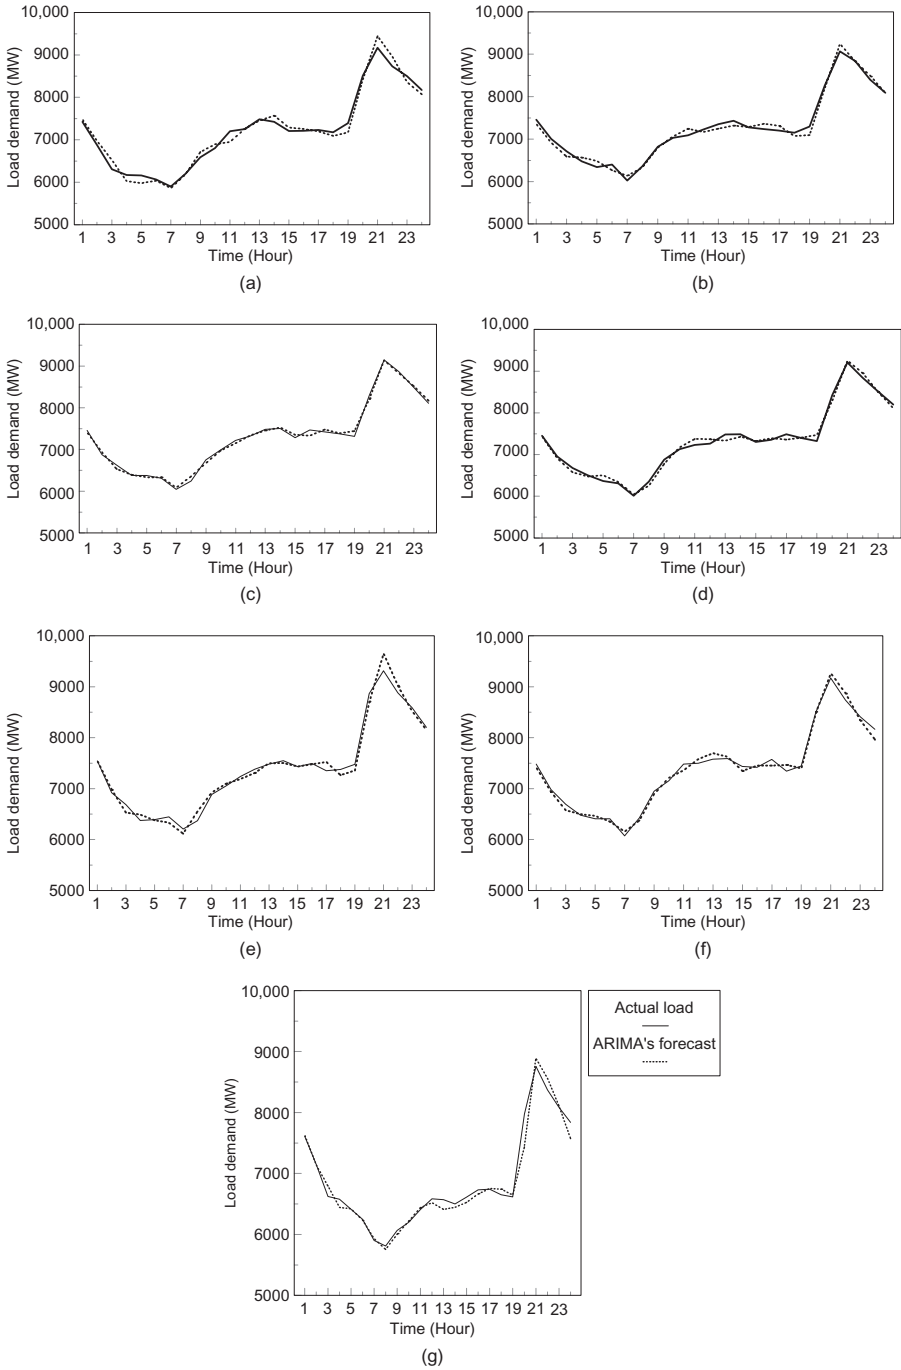 10,000
9000
8000
7000
6000
5000
Load demand (MW)
1 3 5 7 9 11 13 15 17 19 21 23
Time (Hour)
(a)
10,000
9000
8000
7000
6000
5000
Load demand (MW)
1 3 5 7 9 11 13 15 17 19 21 23
Time (Hour)
(b)
10,000
9000
8000
7000
6000
5000
Load demand (MW)
1 3 5 7 9 11 13 15 17 19 21 23
Time (Hour)
(c)
10,000
9000
8000
7000
6000
5000
Load demand (MW)
1 3 5 7 9 11 13 15 17 19 21 23
Time (Hour)
(d)
10,000
9000
8000
7000
6000
5000
Load demand (MW)
1 3 5 7 9 11 13 15 17 19 21 23
Time (Hour)
(e)
10,000
9000
8000
7000
6000
5000
Load demand (MW)
1 3 5 7 9 11 13 15 17 19 21 23
Time (Hour)
(f)
10,000
9000
8000
7000
6000
5000
Load demand (MW)
1 3 5 7 9 11 13 15 17 19 21 23
Time (Hour)
(g)
Actual load
ARIMA's forecast